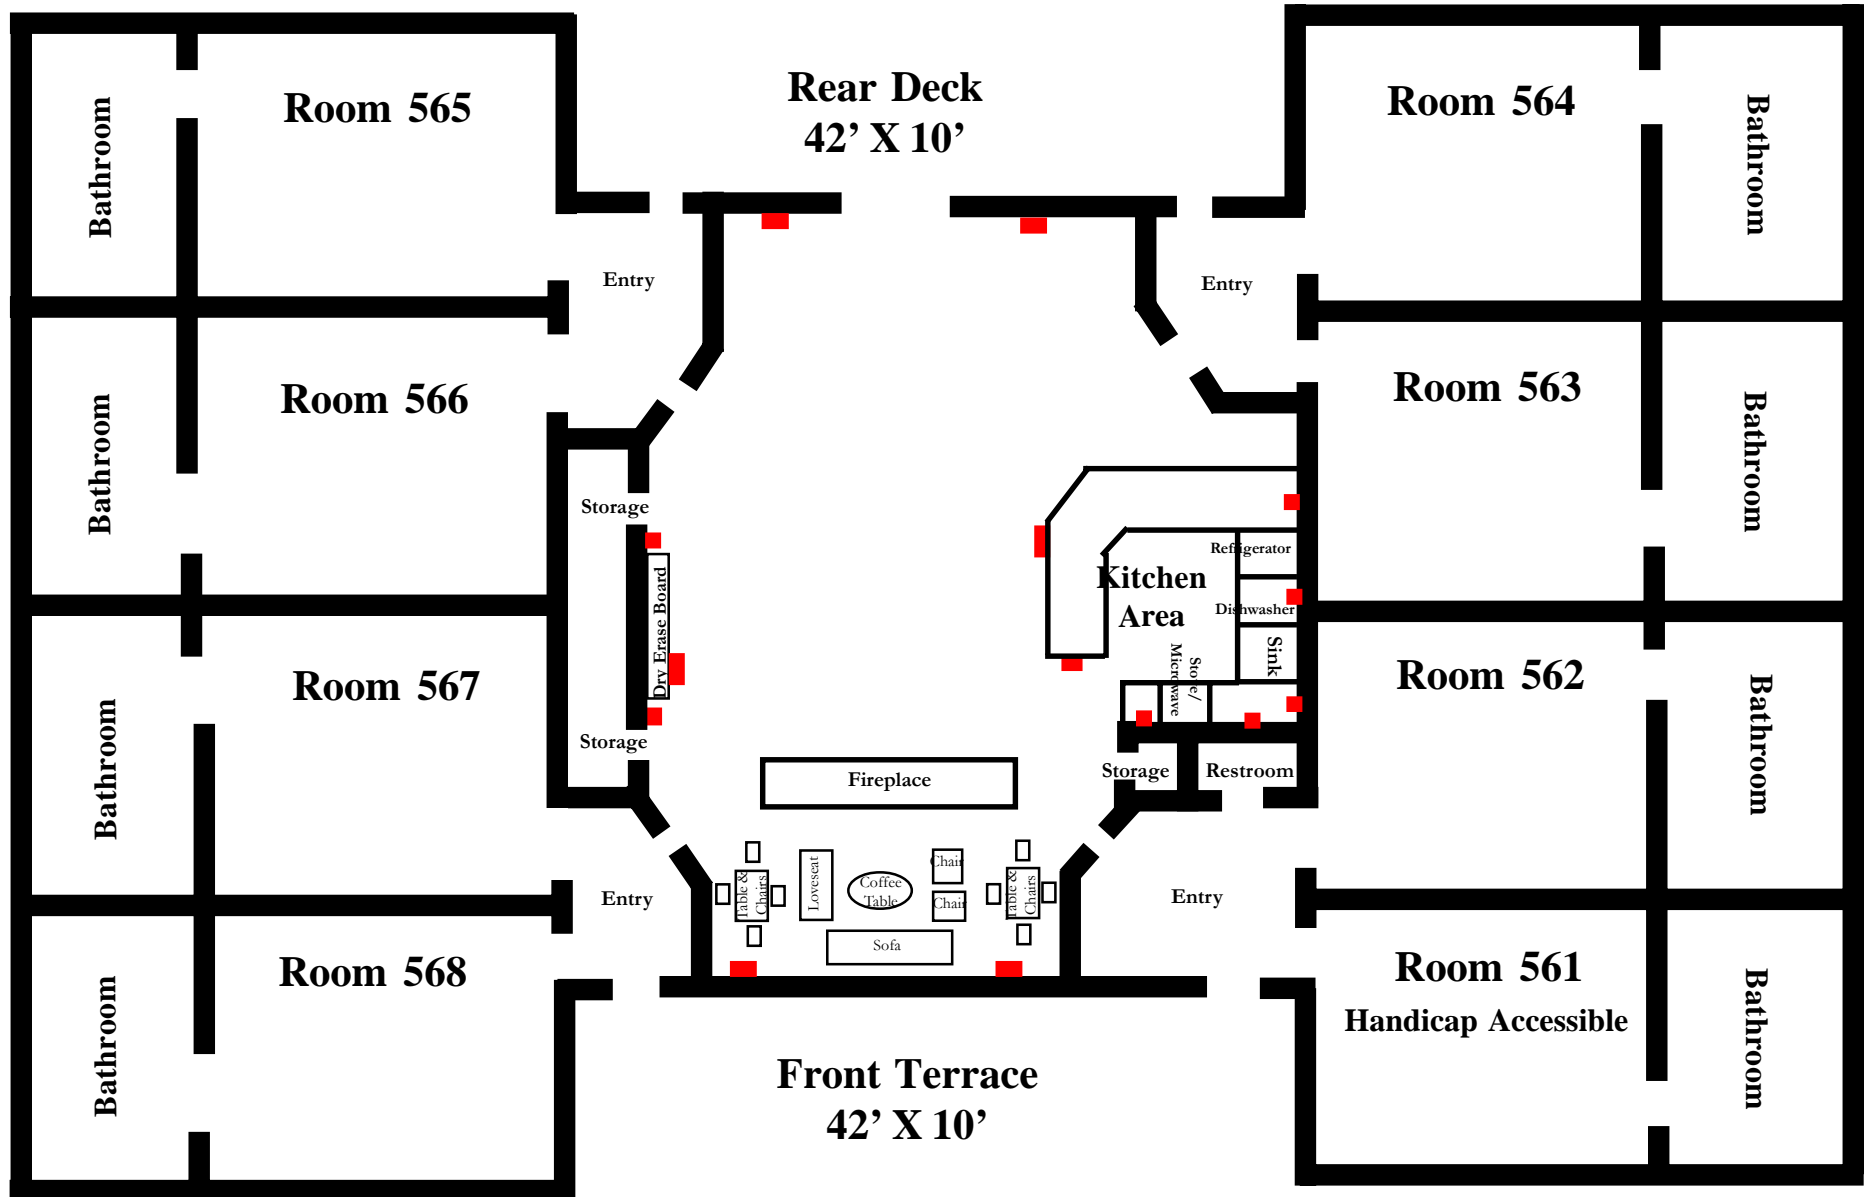 Rear Deck
42’ X 10’
Room 565
Bathroom
Room 564
Bathroom
Entry
Entry
Room 566
Bathroom
Room 563
Bathroom
Storage
Refrigerator
Kitchen
Area
Dishwasher
Sink
Stove/
Microwave
Dry Erase Board
Room 567
Bathroom
Room 562
Bathroom
Storage
Fireplace
Storage
Restroom
Entry
Table &
Chairs
Loveseat
Coffee
Table
Chair
Chair
Table &
Chairs
Sofa
Entry
Room 568
Bathroom
Room 561
Handicap Accessible
Bathroom
Front Terrace
42’ X 10’